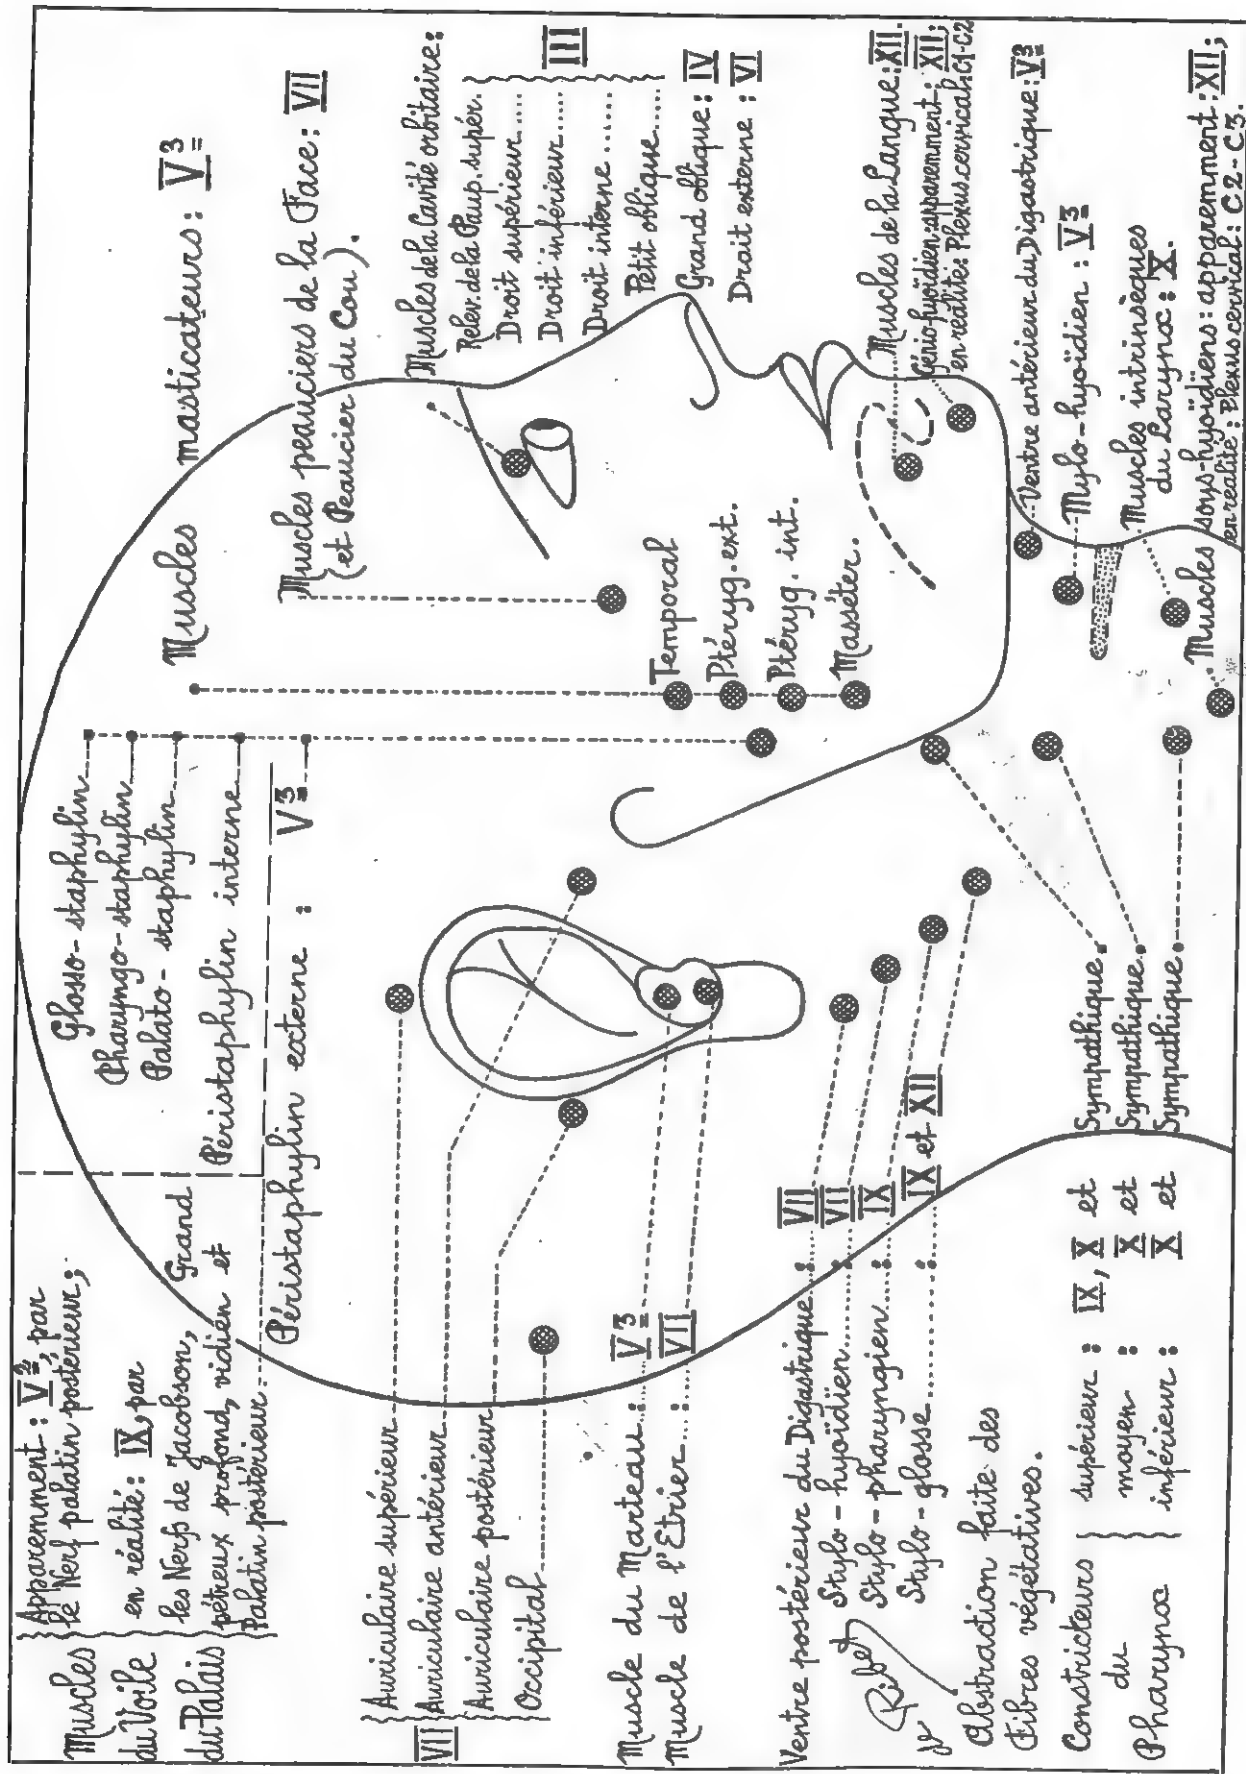 Muscles
du Voile
du Palais
Apparemment : V², par
le Nerf palatin postérieur ;
en réalité : IX, par
les Nerfs de Jacobson,
Grand
pétreux profond, vidien et
Palatin postérieur
Glosso-staphylin
Pharyngo-staphylin
Palato-staphylin
Péristaphylin interne
Péristaphylin externe : V³
Muscles masticateurs : V³
Temporal
Ptéryg. ext.
Ptéryg. int.
Masséter.
Muscles peauciers de la Face : VII
(et Peaucier du Cou).
Muscles de la Cavité orbitaire :
Relev. de la Paup. supér.
Droit supérieur
Droit inférieur
Droit interne
Petit oblique
III
Grand oblique : IV
Droit externe : VI
VII
Auriculaire supérieur
Auriculaire antérieur
Auriculaire postérieur
Occipital
Muscle du Marteau : V³
Muscle de l'Etrier : VII
Muscles de la Langue : XII.
Génio-hyoïdien : apparemment : XII ;
en réalité : Plexus cervical : C1-C2
Ventre antérieur du Digastrique : V³
Mylo-hyoïdien : V³
Muscles intrinsèques
du Larynx : X.
Muscles sous-hyoïdiens : apparemment : XII ;
en réalité : Plexus cervical : C2-C3.
Ventre postérieur du Digastrique : VII
Stylo-hyoïdien : VII
Stylo-pharyngien : IX
Stylo-glosse : IX et XII
Ribet
Abstraction faite des
Fibres végétatives.
Constricteurs
du
Pharynx
supérieur : IX, X et Sympathique
moyen : X et Sympathique
inférieur : X et Sympathique